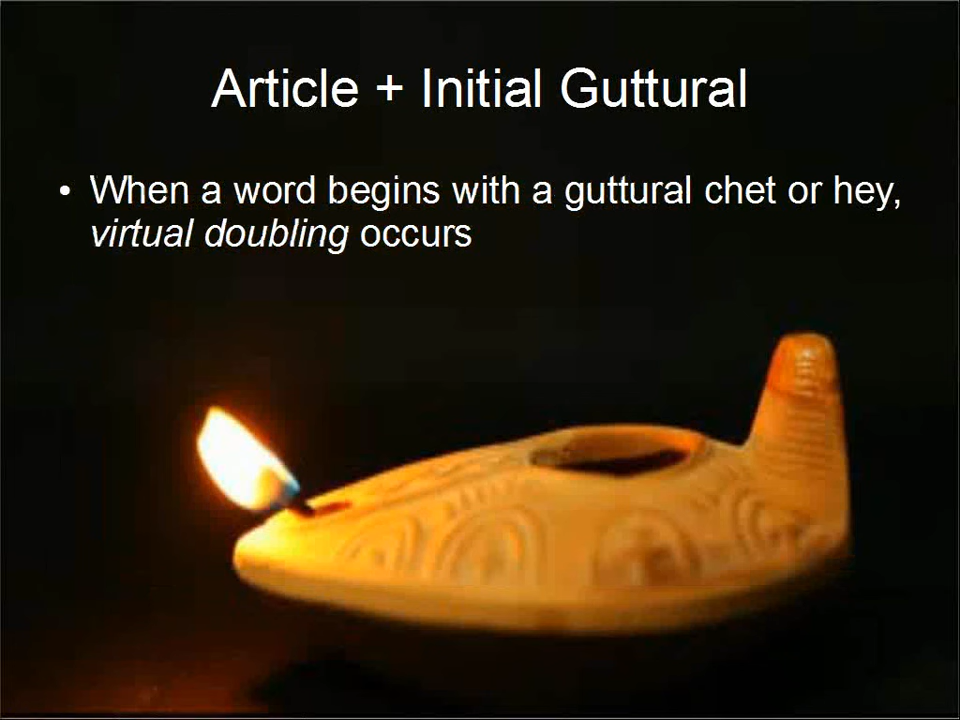 Article + Initial Guttural
• When a word begins with a guttural chet or hey,
virtual doubling occurs